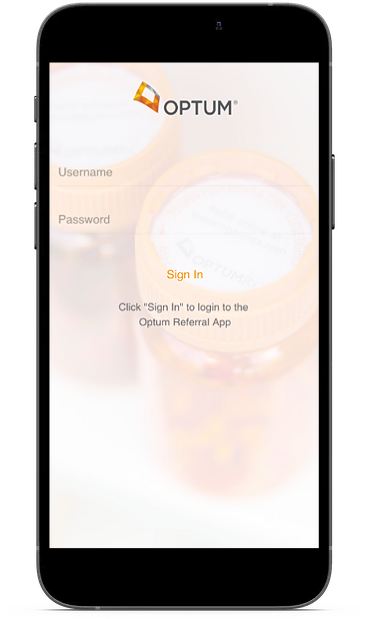 OPTUM®
Username
Password
Sign In
Click "Sign In" to login to the
Optum Referral App